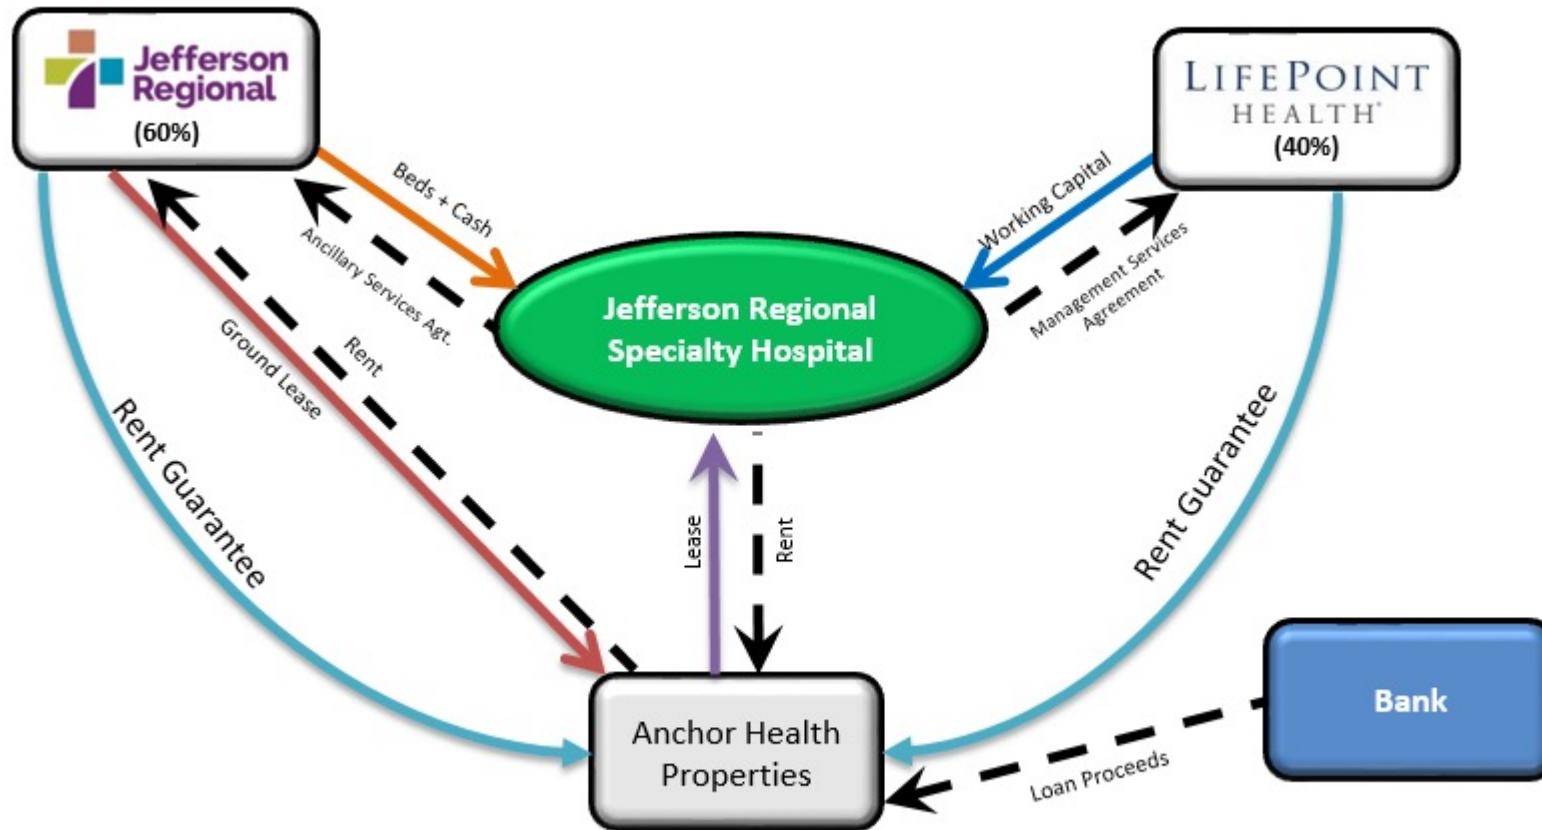 Jefferson
Regional
(60%)
LIFEPOINT
HEALTH®
(40%)
Beds + Cash
Ancillary Services Agt.
Working Capital
Management Services
Agreement
Jefferson Regional
Specialty Hospital
Rent
Ground Lease
Rent Guarantee
Rent Guarantee
Lease
Rent
Anchor Health
Properties
Bank
Loan Proceeds